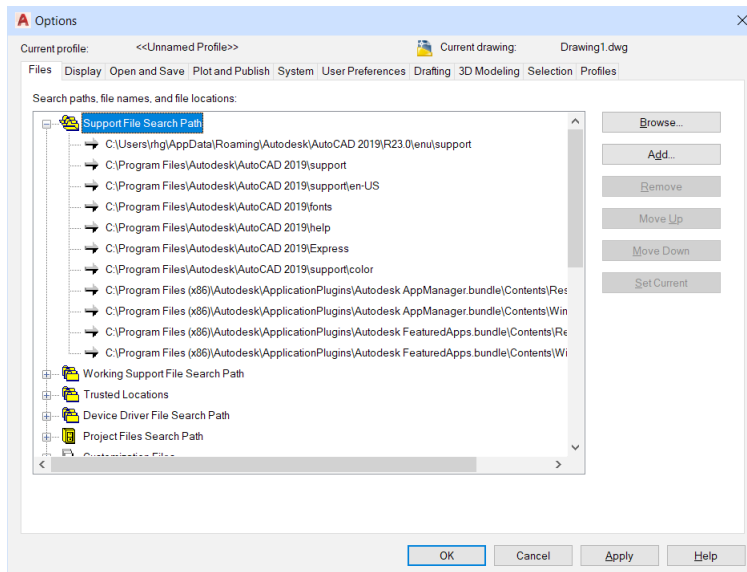 Options
Current profile: <<Unnamed Profile>> Current drawing: Drawing1.dwg
Files Display Open and Save Plot and Publish System User Preferences Drafting 3D Modeling Selection Profiles
Search paths, file names, and file locations:
Support File Search Path
C:\Users\rhg\AppData\Roaming\Autodesk\AutoCAD 2019\R23.0\enu\support
C:\Program Files\Autodesk\AutoCAD 2019\support
C:\Program Files\Autodesk\AutoCAD 2019\support\en-US
C:\Program Files\Autodesk\AutoCAD 2019\fonts
C:\Program Files\Autodesk\AutoCAD 2019\help
C:\Program Files\Autodesk\AutoCAD 2019\Express
C:\Program Files\Autodesk\AutoCAD 2019\support\color
C:\Program Files (x86)\Autodesk\ApplicationPlugins\Autodesk AppManager.bundle\Contents\Res
C:\Program Files (x86)\Autodesk\ApplicationPlugins\Autodesk AppManager.bundle\Contents\Win
C:\Program Files (x86)\Autodesk\ApplicationPlugins\Autodesk FeaturedApps.bundle\Contents\Re
C:\Program Files (x86)\Autodesk\ApplicationPlugins\Autodesk FeaturedApps.bundle\Contents\Wi
Working Support File Search Path
Trusted Locations
Device Driver File Search Path
Project Files Search Path
Browse...
Add...
Remove
Move Up
Move Down
Set Current
OK Cancel Apply Help